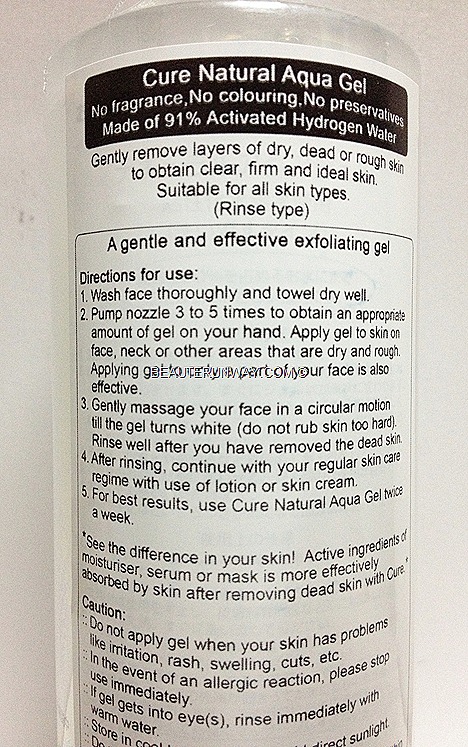 Cure Natural Aqua Gel
No fragrance,No colouring,No preservatives
Made of 91% Activated Hydrogen Water
Gently remove layers of dry, dead or rough skin
to obtain clear, firm and ideal skin.
Suitable for all skin types.
(Rinse type)
A gentle and effective exfoliating gel
Directions for use:
1. Wash face thoroughly and towel dry well.
2. Pump nozzle 3 to 5 times to obtain an appropriate
amount of gel on your hand. Apply gel to skin on
face, neck or other areas that are dry and rough.
Applying gel to of your face is also
BEAUTERUNWAY.COM©
effective.
3. Gently massage your face in a circular motion
till the gel turns white (do not rub skin too hard).
Rinse well after you have removed the dead skin.
4. After rinsing, continue with your regular skin care
regime with use of lotion or skin cream.
5. For best results, use Cure Natural Aqua Gel twice
a week.
*See the difference in your skin! Active ingredients of
moisturiser, serum or mask is more effectively
absorbed by skin after removing dead skin with Cure.*
Caution:
:: Do not apply gel when your skin has problems
like irritation, rash, swelling, cuts, etc.
:: In the event of an allergic reaction, please stop
use immediately.
:: If gel gets into eye(s), rinse immediately with
warm water.
:: Store in direct sunlight.